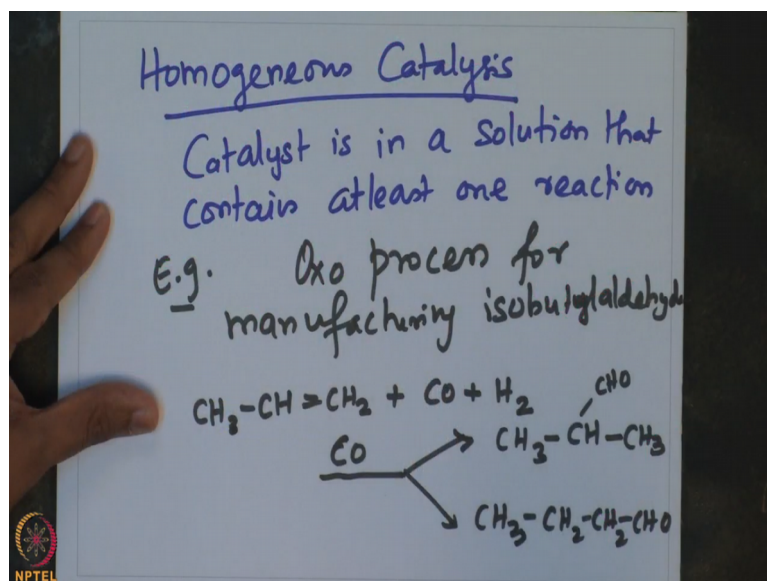 Homogeneous Catalysis
Catalyst is in a solution that
contains atleast one reaction
E.g. Oxo process for
manufacturing isobutylaldehyde
CH₃-CH=CH₂ + CO + H₂
CHO
CO
CH₃-CH-CH₃
CH₃-CH₂-CH₂-CHO
NPTEL